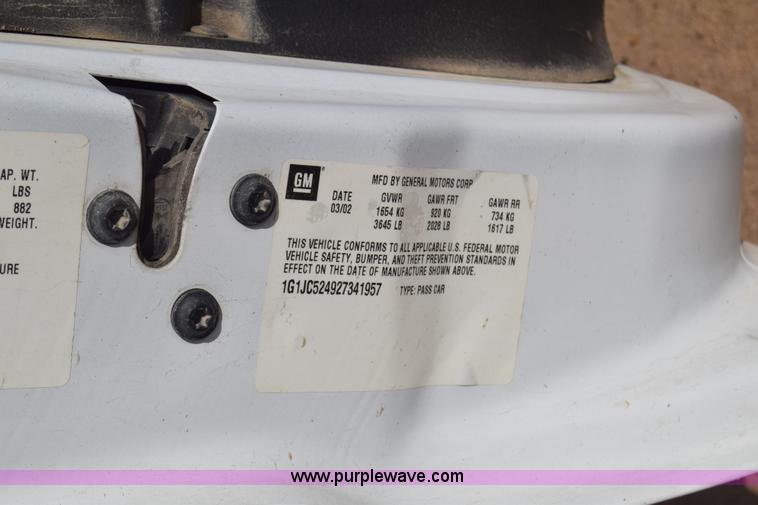 AP. WT.
LBS
882
WEIGHT.
URE
GM
MFD BY GENERAL MOTORS CORP
DATE GVWR GAWR FRT GAWR RR
03/02 1654 KG 920 KG 734 KG
3645 LB 2028 LB 1617 LB
THIS VEHICLE CONFORMS TO ALL APPLICABLE U.S. FEDERAL MOTOR
VEHICLE SAFETY, BUMPER, AND THEFT PREVENTION STANDARDS IN
EFFECT ON THE DATE OF MANUFACTURE SHOWN ABOVE.
1G1JC524927341957 TYPE: PASS CAR
www.purplewave.com